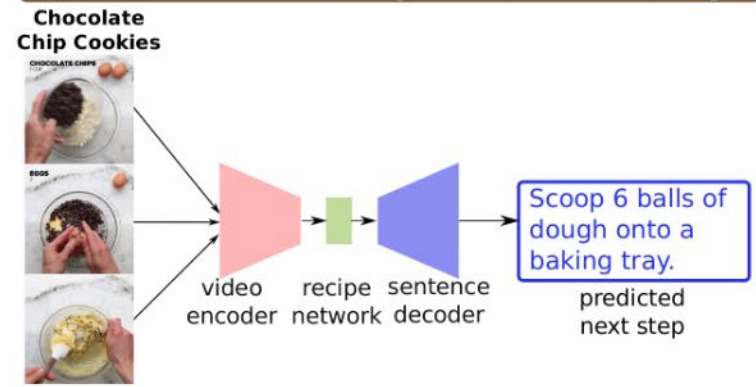 Chocolate
Chip Cookies
CHOCOLATE CHIPS
EGGS
video
encoder
recipe
network
sentence
decoder
Scoop 6 balls of
dough onto a
baking tray.
predicted
next step